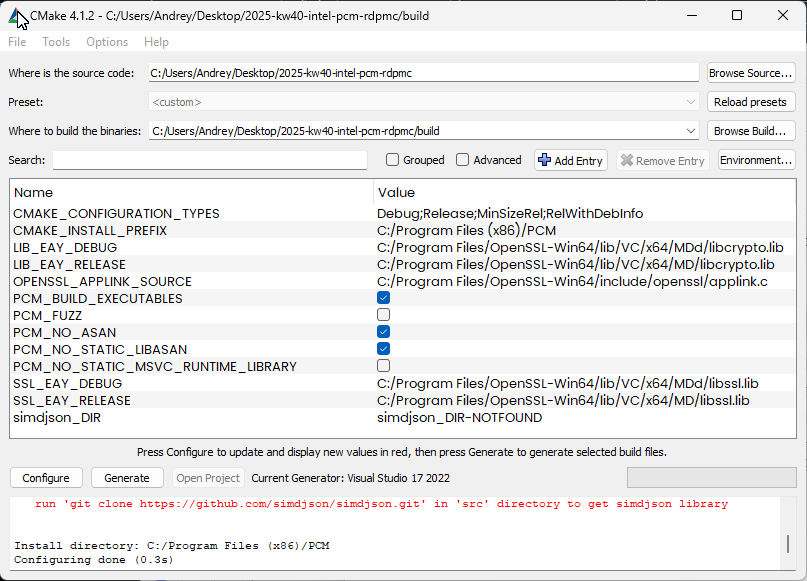 CMake 4.1.2 - C:/Users/Andrey/Desktop/2025-kw40-intel-pcm-rdpmc/build
File Tools Options Help
Where is the source code: C:/Users/Andrey/Desktop/2025-kw40-intel-pcm-rdpmc Browse Source...
Preset: <custom> Reload presets
Where to build the binaries: C:/Users/Andrey/Desktop/2025-kw40-intel-pcm-rdpmc/build Browse Build...
Search: Grouped Advanced Add Entry Remove Entry Environment...
Name Value
CMAKE_CONFIGURATION_TYPES Debug;Release;MinSizeRel;RelWithDebInfo
CMAKE_INSTALL_PREFIX C:/Program Files (x86)/PCM
LIB_EAY_DEBUG C:/Program Files/OpenSSL-Win64/lib/VC/x64/MDd/libcrypto.lib
LIB_EAY_RELEASE C:/Program Files/OpenSSL-Win64/lib/VC/x64/MD/libcrypto.lib
OPENSSL_APPLINK_SOURCE C:/Program Files/OpenSSL-Win64/include/openssl/applink.c
PCM_BUILD_EXECUTABLES
PCM_FUZZ
PCM_NO_ASAN
PCM_NO_STATIC_LIBASAN
PCM_NO_STATIC_MSVC_RUNTIME_LIBRARY
SSL_EAY_DEBUG C:/Program Files/OpenSSL-Win64/lib/VC/x64/MDd/libssl.lib
SSL_EAY_RELEASE C:/Program Files/OpenSSL-Win64/lib/VC/x64/MD/libssl.lib
simdjson_DIR simdjson_DIR-NOTFOUND
Press Configure to update and display new values in red, then press Generate to generate selected build files.
Configure Generate Open Project Current Generator: Visual Studio 17 2022
run 'git clone https://github.com/simdjson/simdjson.git' in 'src' directory to get simdjson library
Install directory: C:/Program Files (x86)/PCM
Configuring done (0.3s)